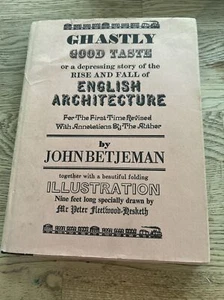 GHASTLY
GOOD TASTE
or a depressing story of the
RISE AND FALL of
ENGLISH
ARCHITECTURE
For The First Time Revised
With Annotations By The Author
by
JOHN BETJEMAN
together with a beautiful folding
ILLUSTRATION
Nine feet long specially drawn by
Mr Peter Fleetwood-Hesketh